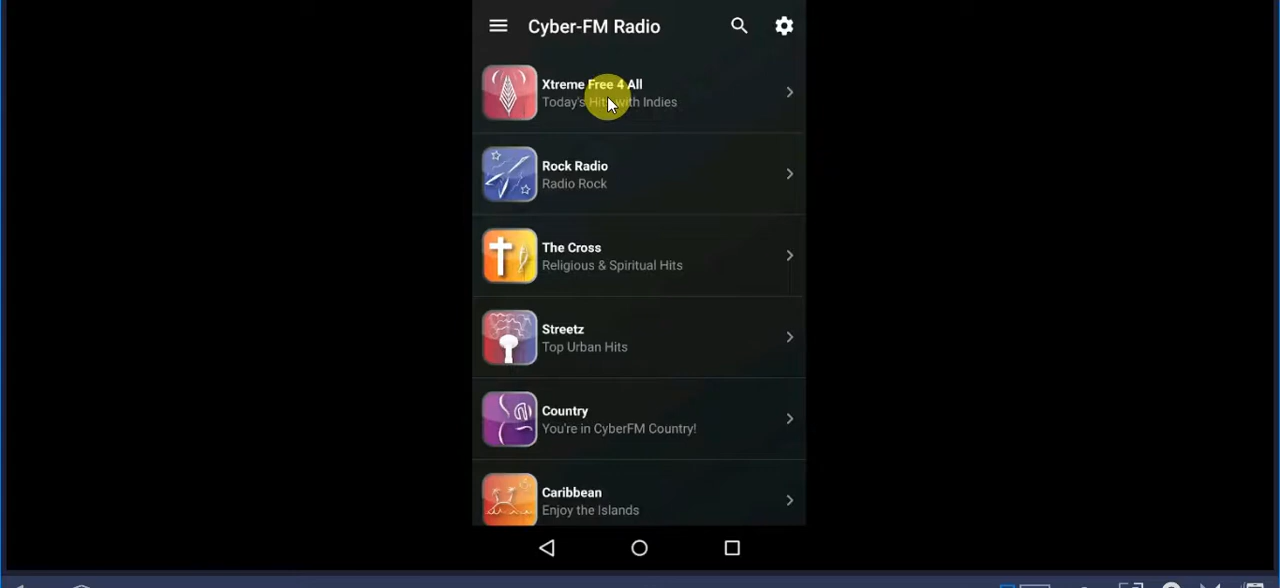 Cyber-FM Radio
Xtreme Free 4 All
Today's Hits with Indies
Rock Radio
Radio Rock
The Cross
Religious & Spiritual Hits
Streetz
Top Urban Hits
Country
You're in CyberFM Country!
Caribbean
Enjoy the Islands